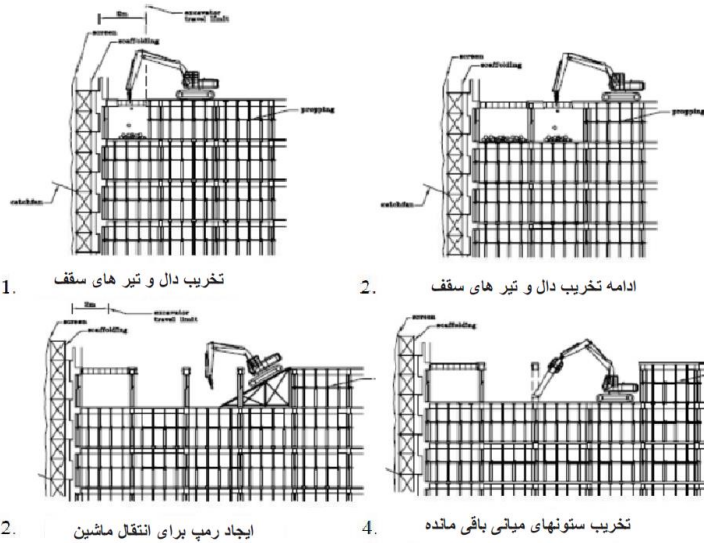 2m
excavator
travel limit
screen
scaffolding
propping
catchfan
1. تخریب دال و تیر های سقف
screen
scaffolding
propping
catchfan
2. ادامه تخریب دال و تیر های سقف
2m
excavator
travel limit
screen
scaffolding
2. ایجاد رمپ برای انتقال ماشین
screen
scaffolding
4. تخریب ستونهای میانی باقی مانده